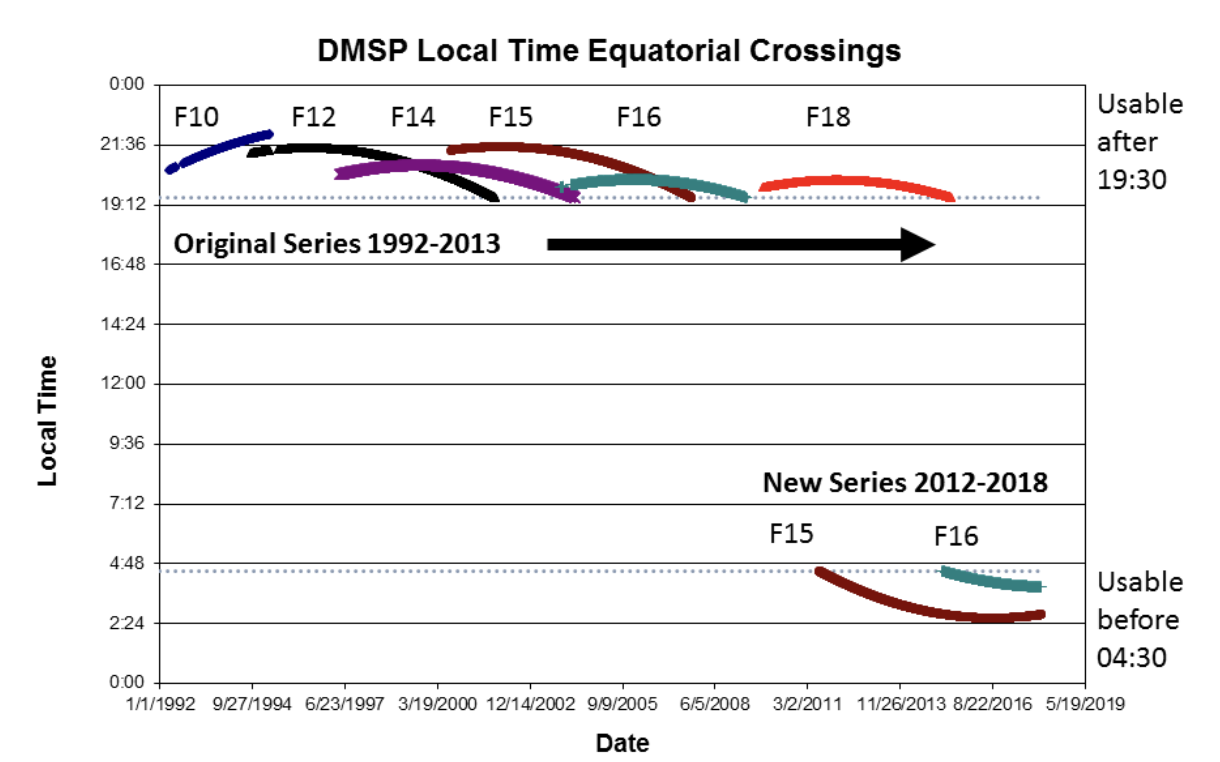 DMSP Local Time Equatorial Crossings
0:00
F10 F12 F14 F15 F16 F18
Usable
after
19:30
21:36
19:12
Original Series 1992-2013
16:48
14:24
12:00
Local Time
9:36
New Series 2012-2018
7:12
F15 F16
4:48
Usable
before
04:30
2:24
0:00
1/1/1992 9/27/1994 6/23/1997 3/19/2000 12/14/2002 9/9/2005 6/5/2008 3/2/2011 11/26/2013 8/22/2016 5/19/2019
Date